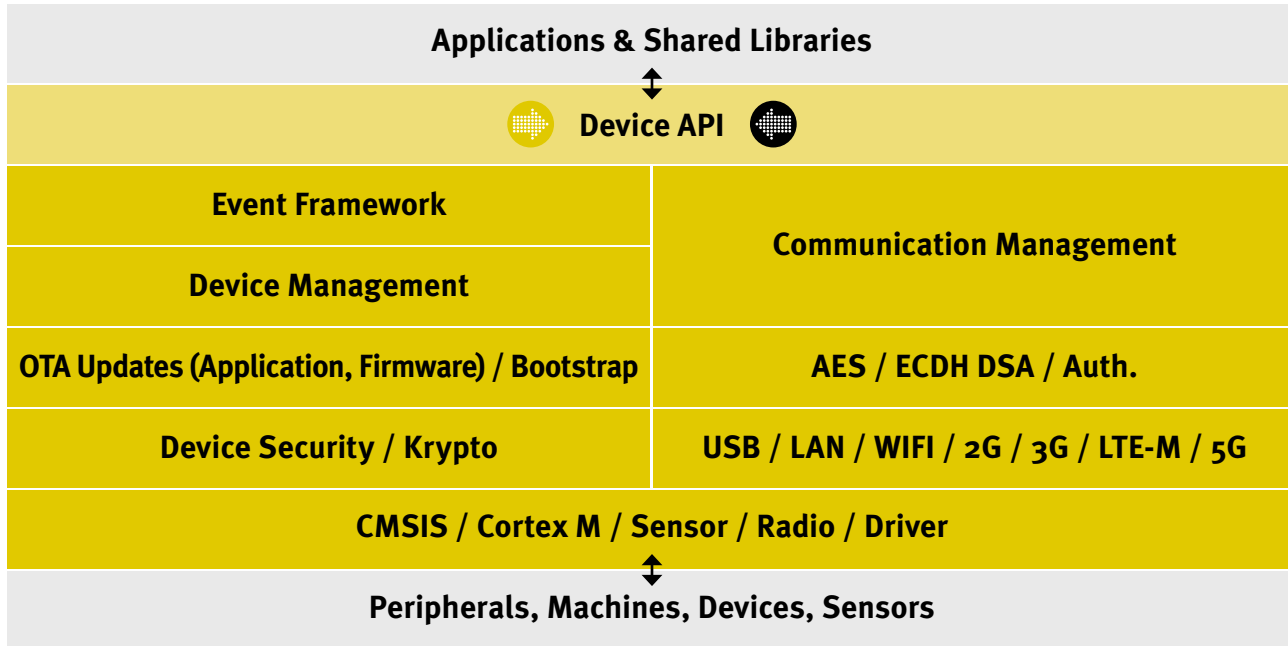 Applications & Shared Libraries
Device API
Event Framework
Device Management
Communication Management
OTA Updates (Application, Firmware) / Bootstrap
AES / ECDH DSA / Auth.
Device Security / Krypto
USB / LAN / WIFI / 2G / 3G / LTE-M / 5G
CMSIS / Cortex M / Sensor / Radio / Driver
Peripherals, Machines, Devices, Sensors